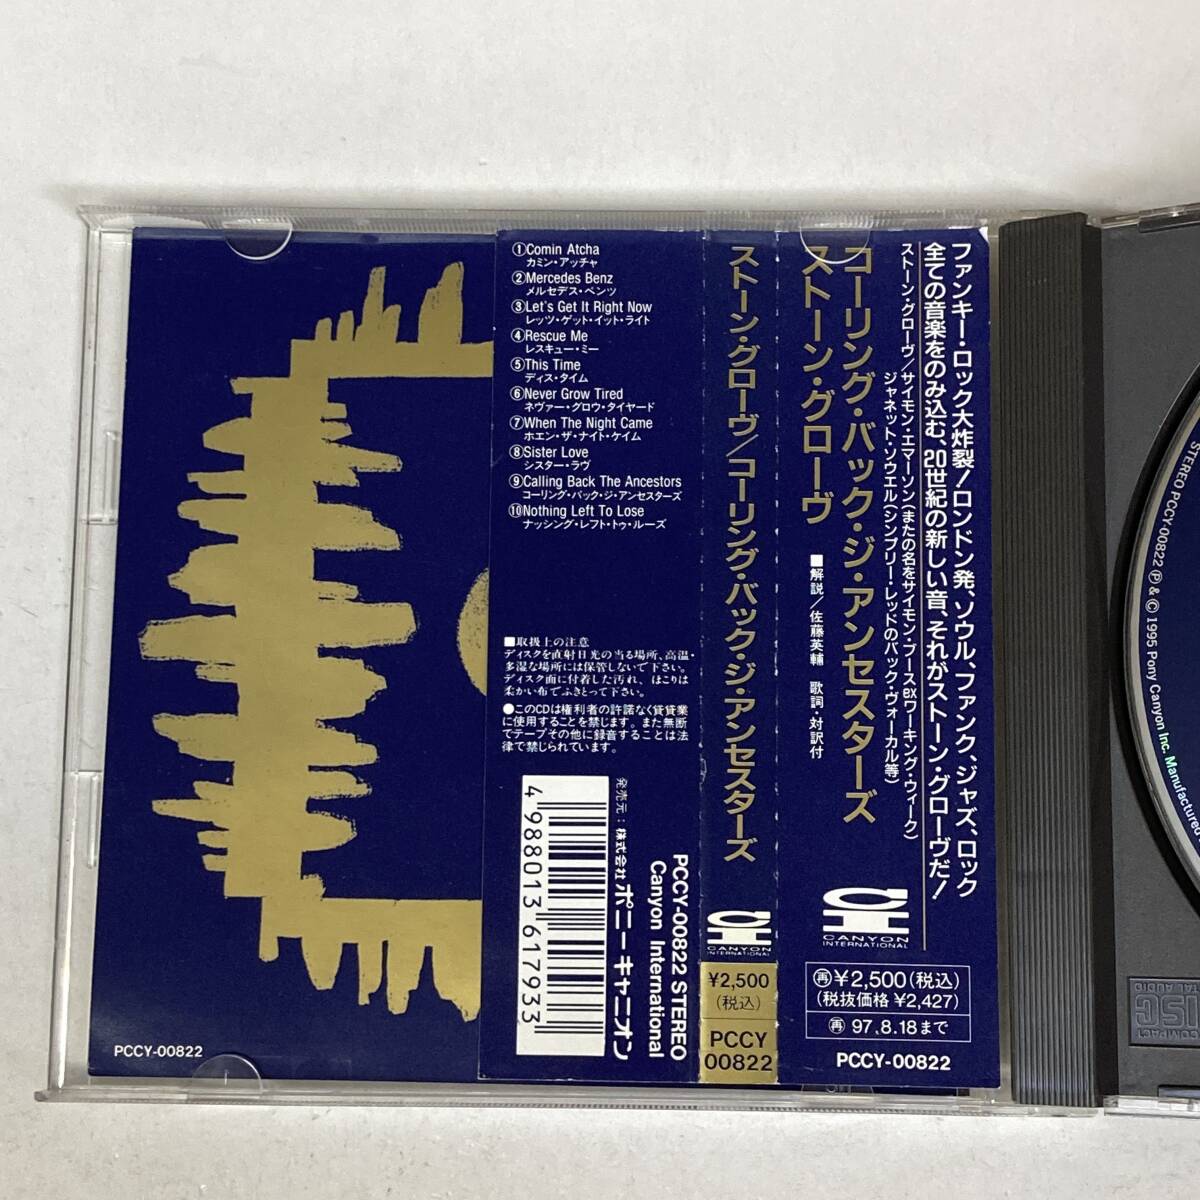 ①Comin Atcha
カミン・アッチャ
②Mercedes Benz
メルセデス・ベンツ
③Let's Get It Right Now
レッツ・ゲット・イット・ライト
④Rescue Me
レスキュー・ミー
⑤This Time
ディス・タイム
⑥Never Grow Tired
ネヴァー・グロウ・タイヤード
⑦When The Night Came
ホエン・ザ・ナイト・ケイム
⑧Sister Love
シスター・ラヴ
⑨Calling Back The Ancestors
コーリング・バック・ジ・アンセスターズ
⑩Nothing Left To Lose
ナッシング・レフト・トゥ・ルーズ
■取扱上の注意
ディスクを直射日光の当る場所、高温・
多湿な場所には保管しないで下さい。
ディスク面に付着した汚れ、ほこりは
柔かい布でふきとって下さい。
●このCDは権利者の許諾なく賃貸業
に使用することを禁じます。また無断
でテープその他に録音することは法
律で禁じられています。
4 988013 617933
発売元：株式会社 ポニーキャニオン
PCCY-00822 STEREO
Canyon International
ストーン・グローヴ/コーリング・バック・ジ・アンセスターズ
CANYON
INTERNATIONAL
¥2,500
(税込)
PCCY
00822
ファンキー・ロック大炸裂!ロンドン発、ソウル、ファンク、ジャズ、ロック
全ての音楽をのみ込む、20世紀の新しい音、それがストーン・グローヴだ!
ストーン・グローヴ/サイモン・エマーソン(またの名をサイモン・ブースexワーキング・ウィーク)
ジャネット・ソウエル(シンプリー・レッドのバック・ヴォーカル等)
コーリング・バック・ジ・アンセスターズ
ストーン・グローヴ
■解説/佐藤英輔 歌詞・対訳付
CANYON
INTERNATIONAL
再¥2,500(税込)
(税抜価格 ¥2,427)
再97.8.18まで
PCCY-00822
PCCY-00822
STEREO PCCY-00822 Ⓟ & © 1995 Pony Canyon Inc. Manufactured
COMPACT
DISC
DIGITAL AUDIO